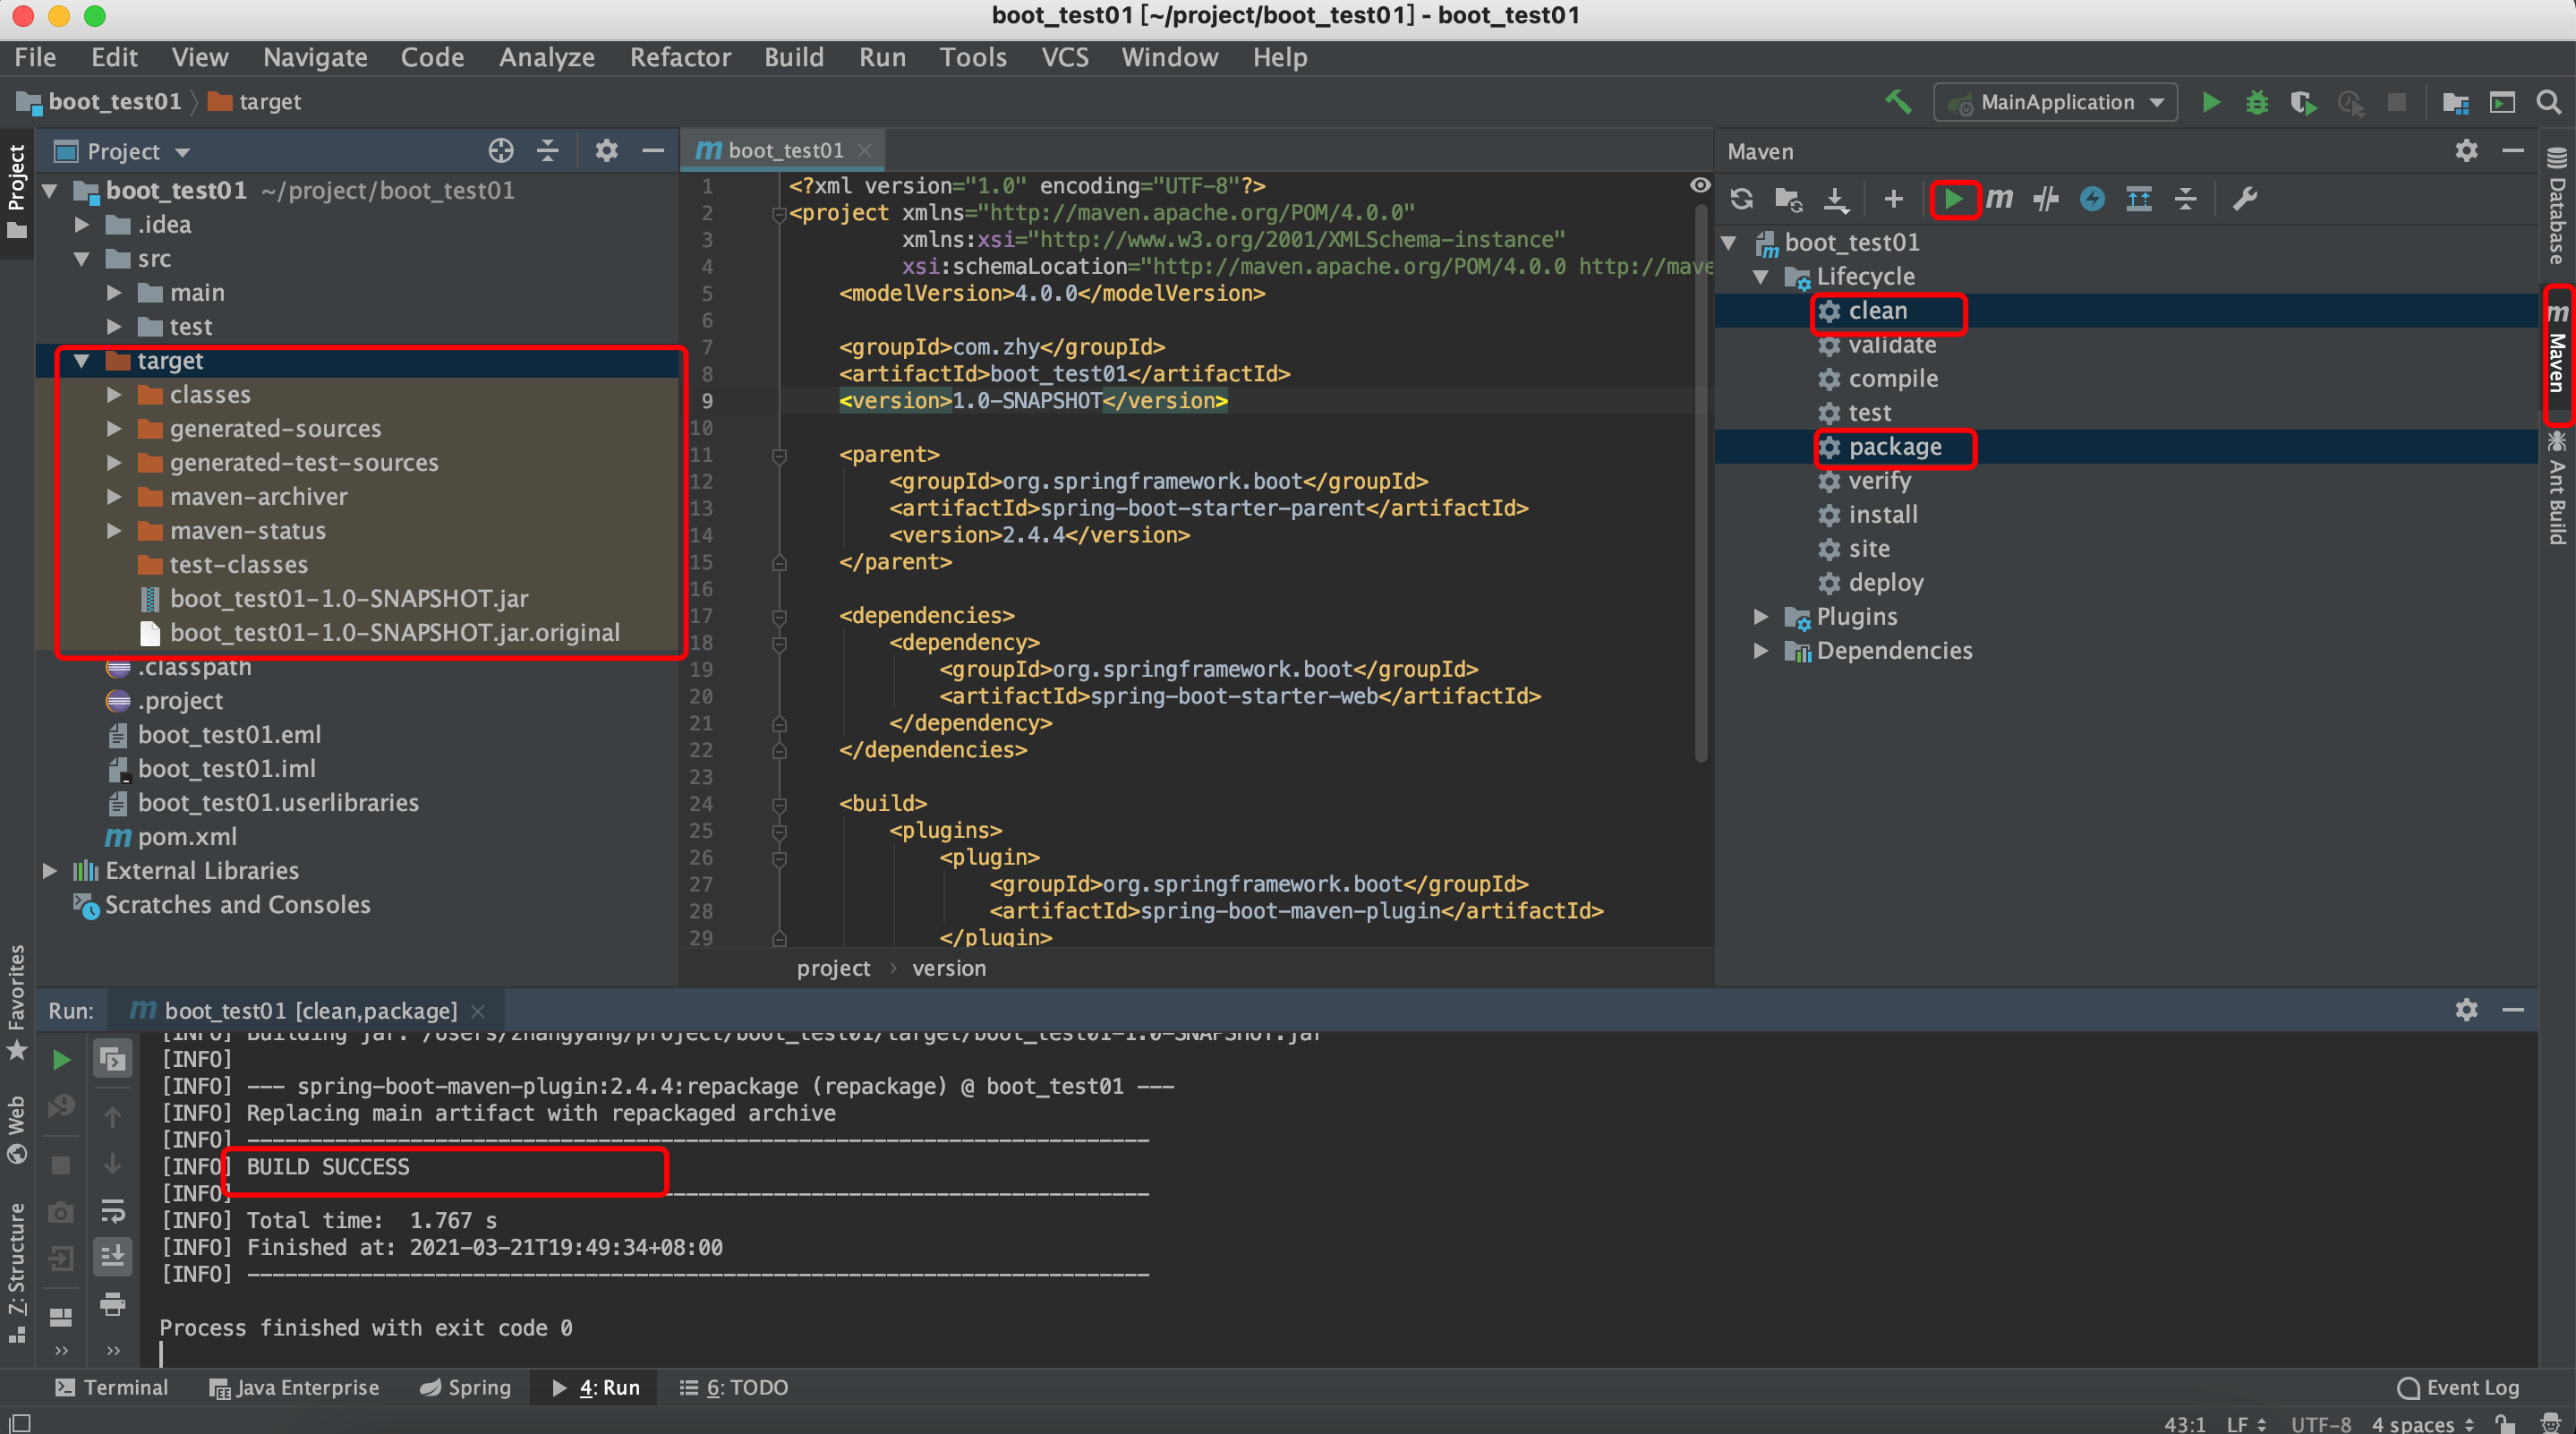 boot_test01 [~/project/boot_test01] - boot_test01
File Edit View Navigate Code Analyze Refactor Build Run Tools VCS Window Help
boot_test01 target
MainApplication
Project
Project
boot_test01 ~/project/boot_test01
.idea
src
main
test
target
classes
generated-sources
generated-test-sources
maven-archiver
maven-status
test-classes
boot_test01-1.0-SNAPSHOT.jar
boot_test01-1.0-SNAPSHOT.jar.original
.classpath
.project
boot_test01.eml
boot_test01.iml
boot_test01.userlibraries
m pom.xml
External Libraries
Scratches and Consoles
m boot_test01
1 <?xml version="1.0" encoding="UTF-8"?>
2 <project xmlns="http://maven.apache.org/POM/4.0.0"
3 xmlns:xsi="http://www.w3.org/2001/XMLSchema-instance"
4 xsi:schemaLocation="http://maven.apache.org/POM/4.0.0 http://mave
5 <modelVersion>4.0.0</modelVersion>
6
7 <groupId>com.zhy</groupId>
8 <artifactId>boot_test01</artifactId>
9 <version>1.0-SNAPSHOT</version>
10
11 <parent>
12 <groupId>org.springframework.boot</groupId>
13 <artifactId>spring-boot-starter-parent</artifactId>
14 <version>2.4.4</version>
15 </parent>
16
17 <dependencies>
18 <dependency>
19 <groupId>org.springframework.boot</groupId>
20 <artifactId>spring-boot-starter-web</artifactId>
21 </dependency>
22 </dependencies>
23
24 <build>
25 <plugins>
26 <plugin>
27 <groupId>org.springframework.boot</groupId>
28 <artifactId>spring-boot-maven-plugin</artifactId>
29 </plugin>
project › version
Maven
m
boot_test01
Lifecycle
clean
validate
compile
test
package
verify
install
site
deploy
Plugins
Dependencies
Database
m Maven
Ant Build
Favorites
Web
Z: Structure
Run: m boot_test01 [clean,package]
[INFO] Building jar: /Users/zhangyang/project/boot_test01/target/boot_test01-1.0-SNAPSHOT.jar
[INFO]
[INFO] --- spring-boot-maven-plugin:2.4.4:repackage (repackage) @ boot_test01 ---
[INFO] Replacing main artifact with repackaged archive
[INFO] ------------------------------------------------------------------------
[INFO] BUILD SUCCESS
[INFO] ------------------------------------------------------------------------
[INFO] Total time:  1.767 s
[INFO] Finished at: 2021-03-21T19:49:34+08:00
[INFO] ------------------------------------------------------------------------
Process finished with exit code 0
Terminal Java Enterprise Spring 4: Run 6: TODO Event Log
43:1 LF UTF-8 4 spaces